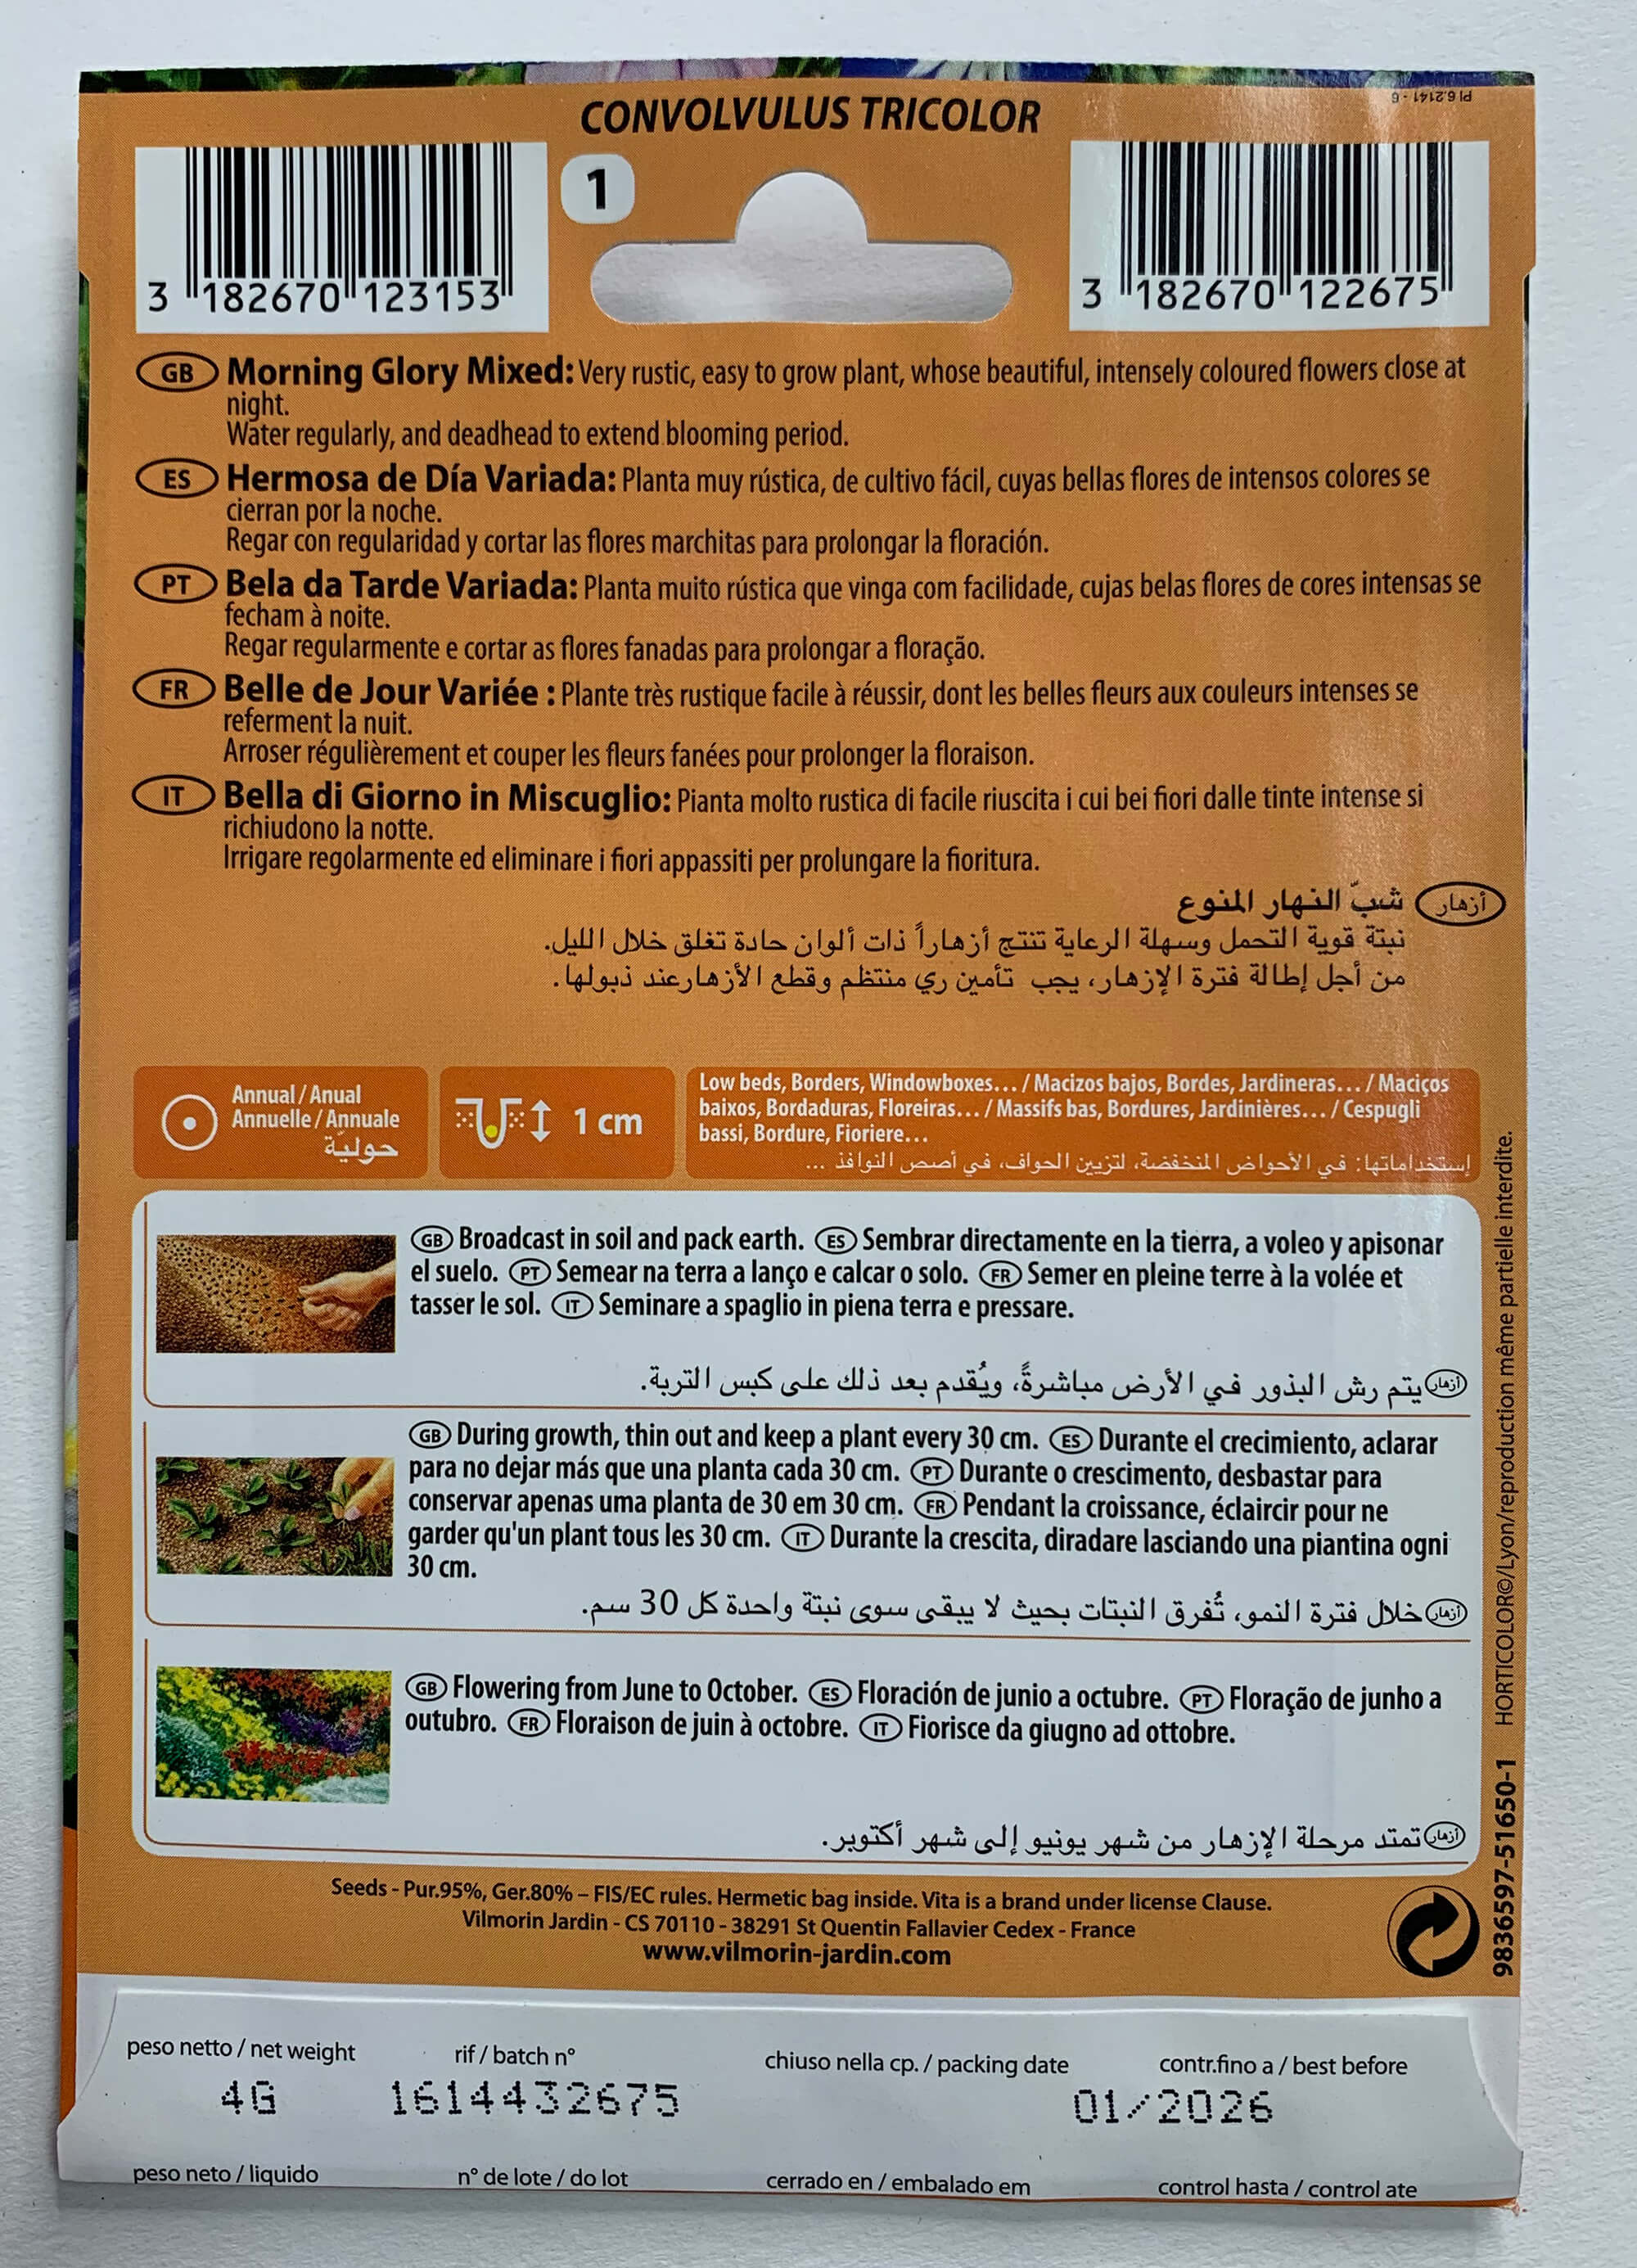 CONVOLVULUS TRICOLOR
PI 6.2141 - 6
1
3 182670 123153
3 182670 122675
GB Morning Glory Mixed: Very rustic, easy to grow plant, whose beautiful, intensely coloured flowers close at
night.
Water regularly, and deadhead to extend blooming period.
ES Hermosa de Día Variada: Planta muy rústica, de cultivo fácil, cuyas bellas flores de intensos colores se
cierran por la noche.
Regar con regularidad y cortar las flores marchitas para prolongar la floración.
PT Bela da Tarde Variada: Planta muito rústica que vinga com facilidade, cujas belas flores de cores intensas se
fecham à noite.
Regar regularmente e cortar as flores fanadas para prolongar a floração.
FR Belle de Jour Variée : Plante très rustique facile à réussir, dont les belles fleurs aux couleurs intenses se
referment la nuit.
Arroser régulièrement et couper les fleurs fanées pour prolonger la floraison.
IT Bella di Giorno in Miscuglio: Pianta molto rustica di facile riuscita i cui bei fiori dalle tinte intense si
richiudono la notte.
Irrigare regolarmente ed eliminare i fiori appassiti per prolungare la fioritura.
أزهار شبّ النهار المنوع
نبتة قوية التحمل وسهلة الرعاية تنتج أزهاراً ذات ألوان حادة تغلق خلال الليل.
من أجل إطالة فترة الإزهار، يجب تأمين ري منتظم وقطع الأزهار عند ذبولها.
Annual / Anual
Annuelle / Annuale
حوليّة
1 cm
Low beds, Borders, Windowboxes... / Macizos bajos, Bordes, Jardineras... / Maciços
baixos, Bordaduras, Floreiras... / Massifs bas, Bordures, Jardinières... / Cespugli
bassi, Bordure, Fioriere...
إستخداماتها: في الأحواض المنخفضة، لتزيين الحواف، في أصص النوافذ ...
GB Broadcast in soil and pack earth. ES Sembrar directamente en la tierra, a voleo y apisonar
el suelo. PT Semear na terra a lanço e calcar o solo. FR Semer en pleine terre à la volée et
tasser le sol. IT Seminare a spaglio in piena terra e pressare.
أزهار يتم رش البذور في الأرض مباشرةً، ويُقدم بعد ذلك على كبس التربة.
GB During growth, thin out and keep a plant every 30 cm. ES Durante el crecimiento, aclarar
para no dejar más que una planta cada 30 cm. PT Durante o crescimento, desbastar para
conservar apenas uma planta de 30 em 30 cm. FR Pendant la croissance, éclaircir pour ne
garder qu'un plant tous les 30 cm. IT Durante la crescita, diradare lasciando una piantina ogni
30 cm.
أزهار خلال فترة النمو، تُفرق النبتات بحيث لا يبقى سوى نبتة واحدة كل 30 سم.
GB Flowering from June to October. ES Floración de junio a octubre. PT Floração de junho a
outubro. FR Floraison de juin à octobre. IT Fiorisce da giugno ad ottobre.
أزهار تمتد مرحلة الإزهار من شهر يونيو إلى شهر أكتوبر.
HORTICOLOR©/Lyon/reproduction même partielle interdite.
9836597-51650-1
Seeds - Pur.95%, Ger.80% – FIS/EC rules. Hermetic bag inside. Vita is a brand under license Clause.
Vilmorin Jardin - CS 70110 - 38291 St Quentin Fallavier Cedex - France
www.vilmorin-jardin.com
peso netto / net weight rif / batch n° chiuso nella cp. / packing date contr.fino a / best before
4G 1614432675 01/2026
peso neto / liquido n° de lote / do lot cerrado en / embalado em control hasta / control ate